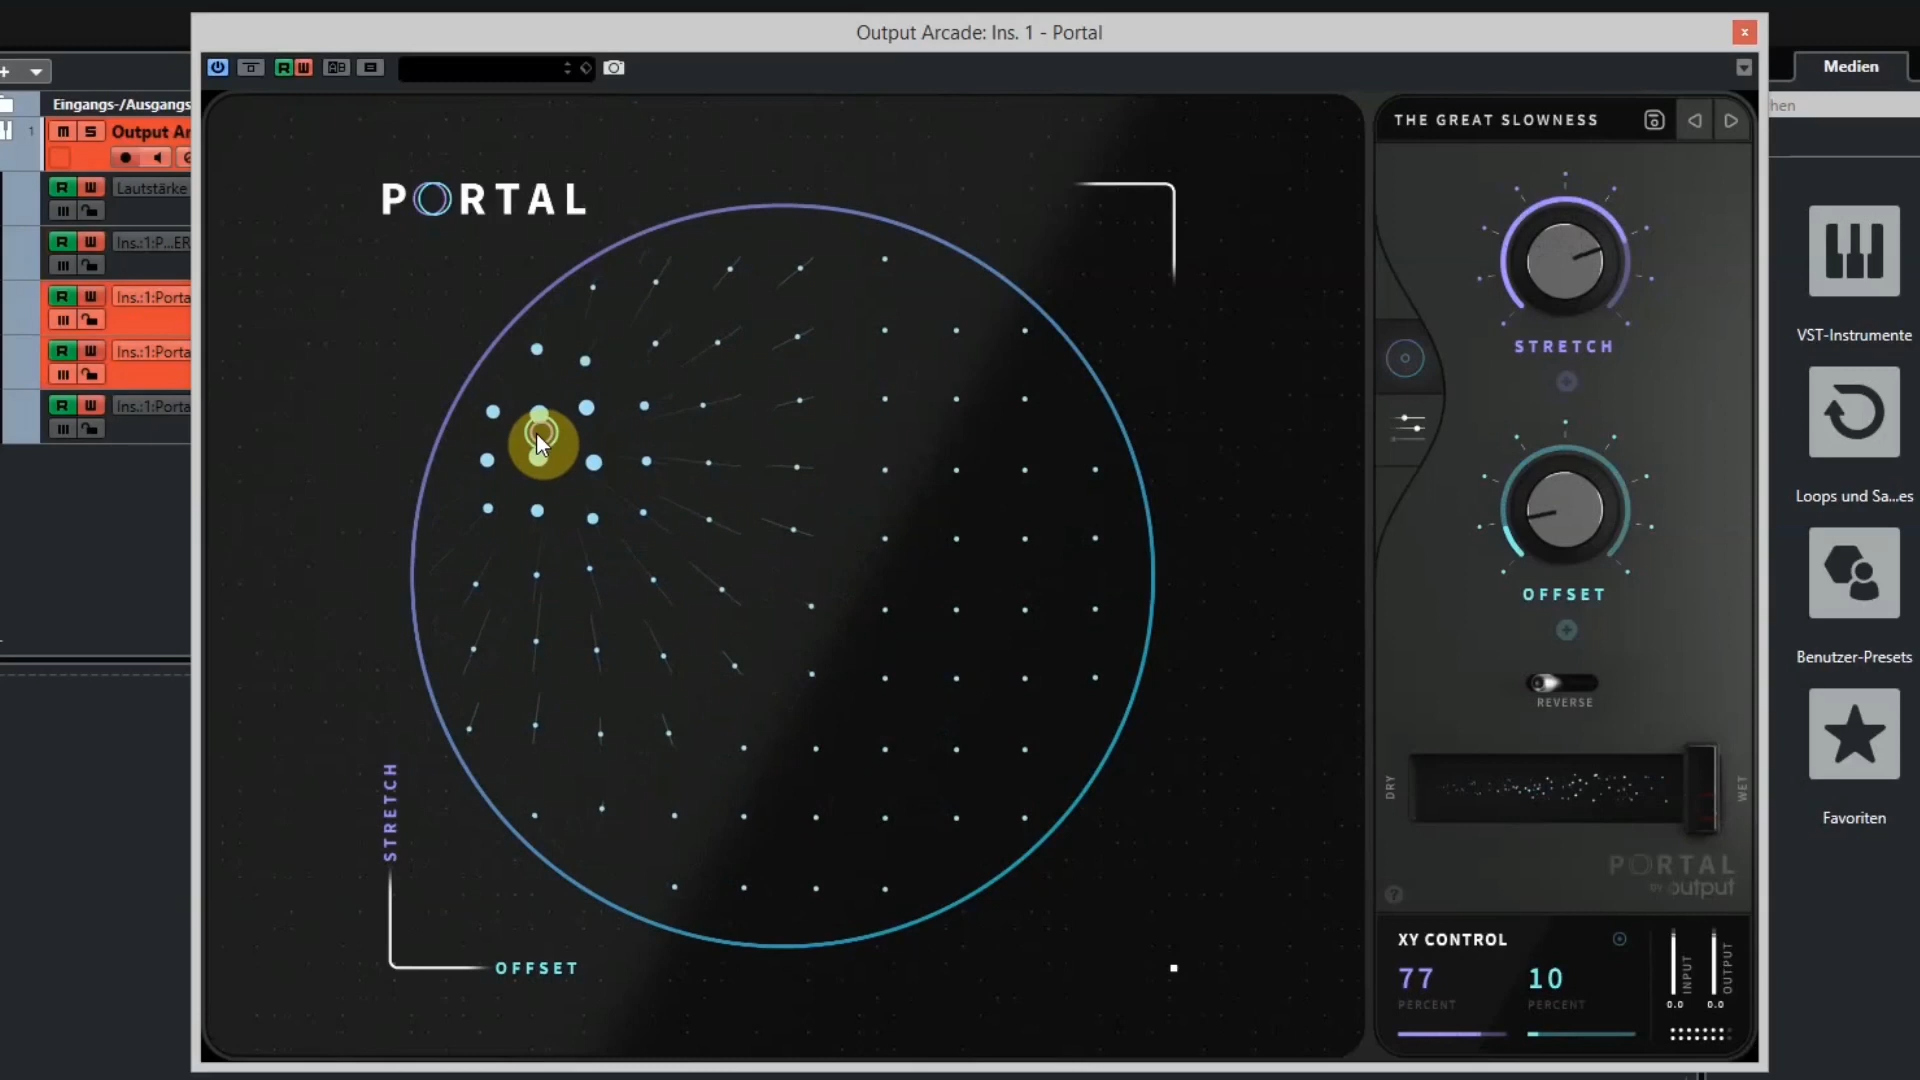 Output Arcade: Ins. 1 - Portal
Medien
hen
Eingangs-/Ausgangs
1
M S Output Ar
R W Lautstärke
R W Ins.:1:P...ER
R W Ins.:1:Porta
R W Ins.:1:Porta
R W Ins.:1:Porta
R W
PORTAL
STRETCH
OFFSET
THE GREAT SLOWNESS
STRETCH
OFFSET
REVERSE
DRY
WET
PORTAL
BY output
?
XY CONTROL
77
PERCENT
10
PERCENT
INPUT
0.0
OUTPUT
0.0
VST-Instrumente
Loops und Sa...es
Benutzer-Presets
Favoriten